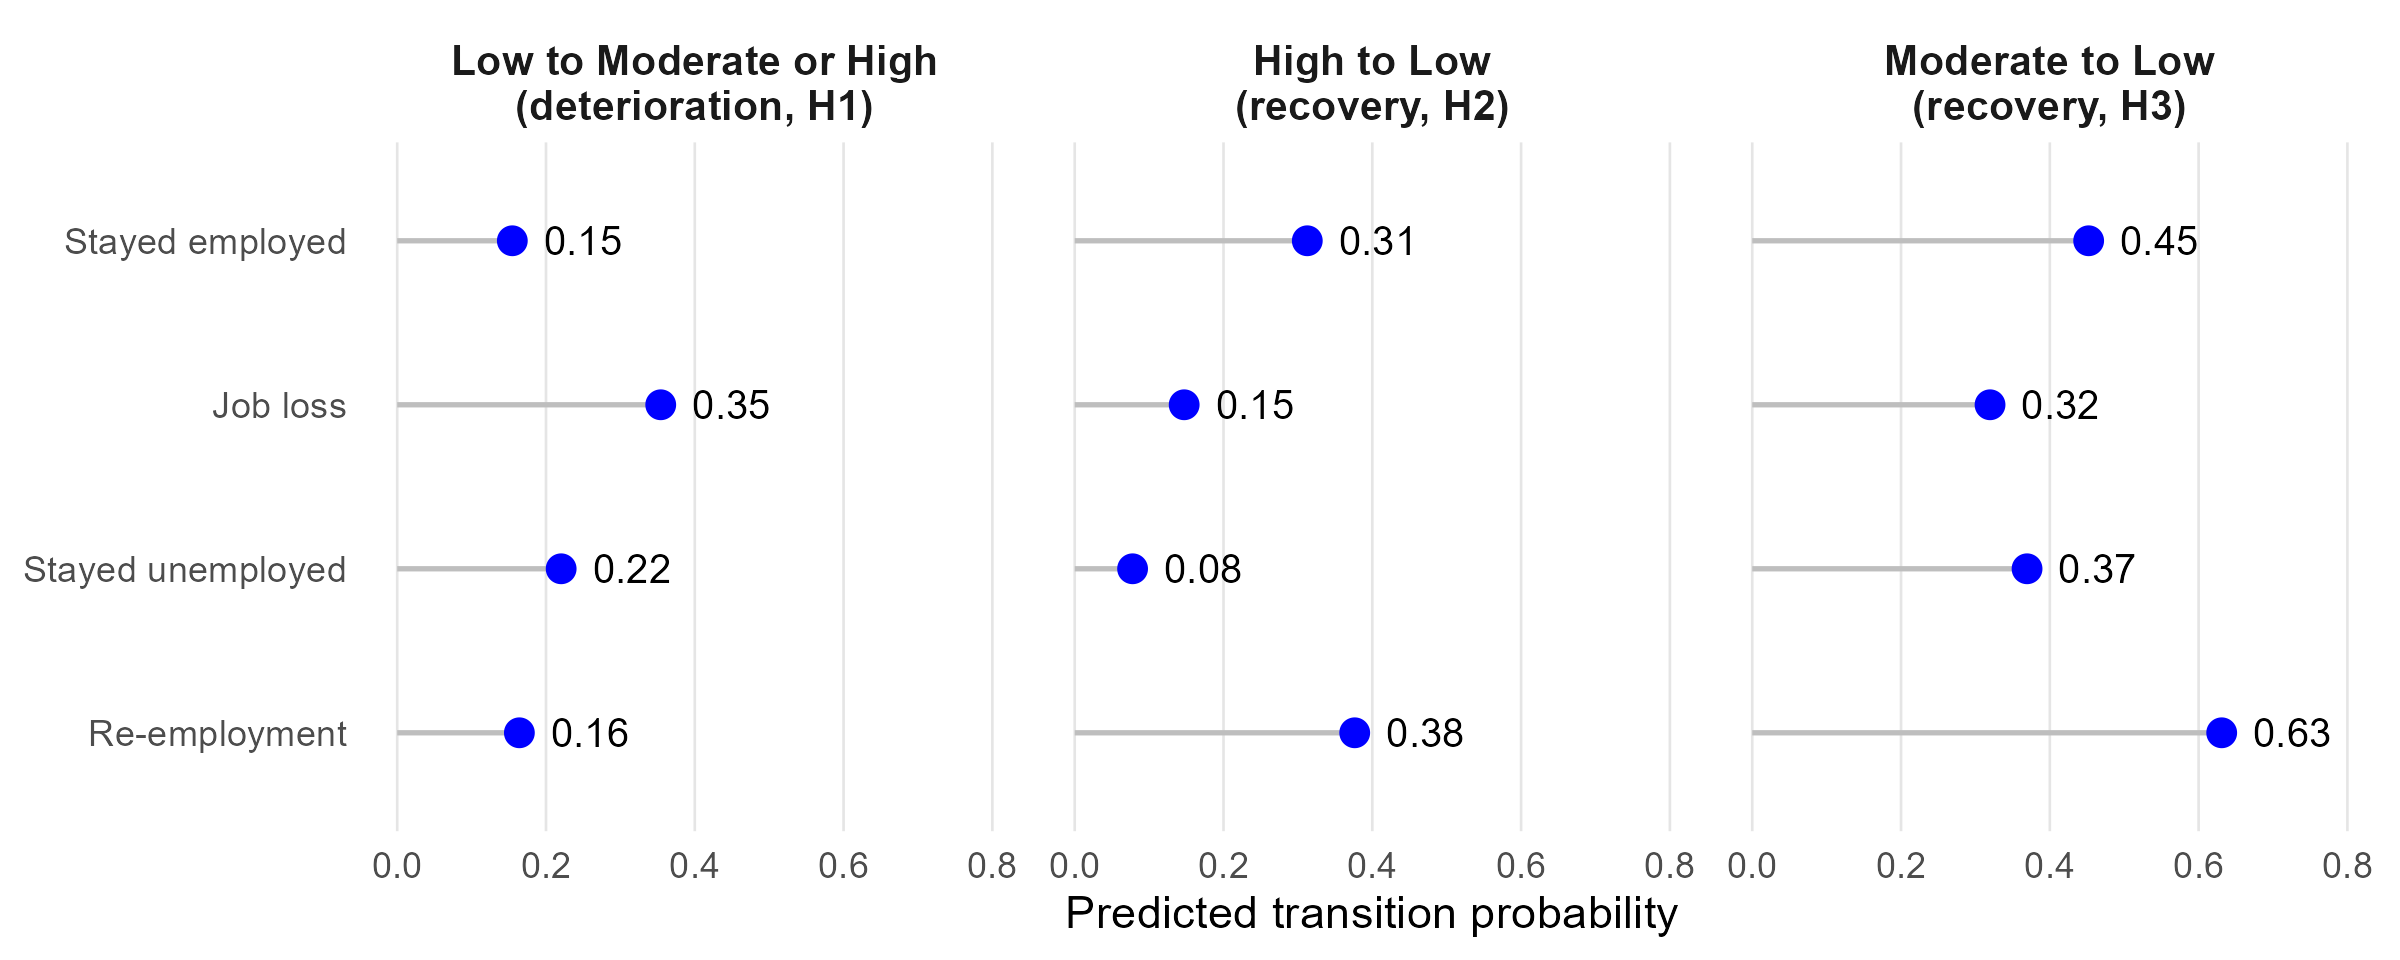 Low to Moderate or High
(deterioration, H1)
High to Low
(recovery, H2)
Moderate to Low
(recovery, H3)
Stayed employed 0.15 0.31 0.45
Job loss 0.35 0.15 0.32
Stayed unemployed 0.22 0.08 0.37
Re-employment 0.16 0.38 0.63
0.0 0.2 0.4 0.6 0.8 0.0 0.2 0.4 0.6 0.8 0.0 0.2 0.4 0.6 0.8
Predicted transition probability